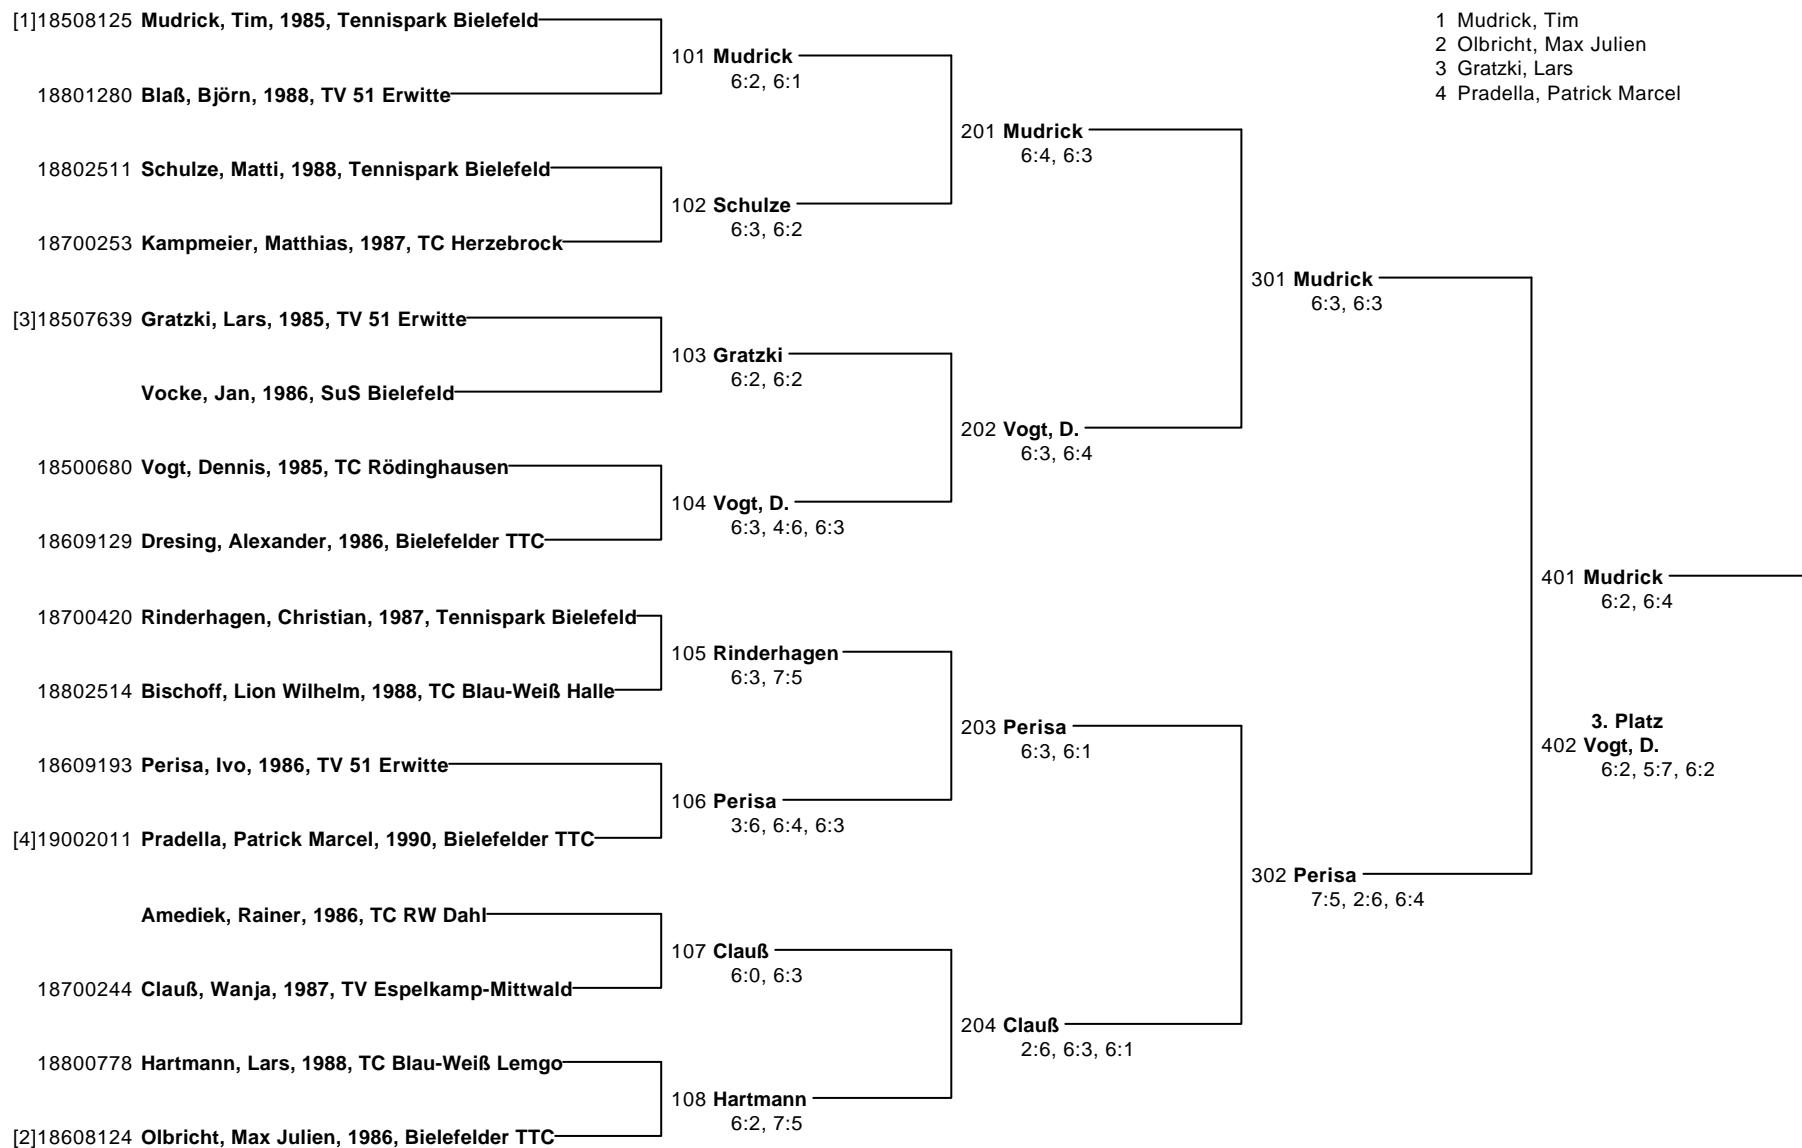 [1]18508125 Mudrick, Tim, 1985, Tennispark Bielefeld
18801280 Blaß, Björn, 1988, TV 51 Erwitte
18802511 Schulze, Matti, 1988, Tennispark Bielefeld
18700253 Kampmeier, Matthias, 1987, TC Herzebrock
[3]18507639 Gratzki, Lars, 1985, TV 51 Erwitte
Vocke, Jan, 1986, SuS Bielefeld
18500680 Vogt, Dennis, 1985, TC Rödinghausen
18609129 Dresing, Alexander, 1986, Bielefelder TTC
18700420 Rinderhagen, Christian, 1987, Tennispark Bielefeld
18802514 Bischoff, Lion Wilhelm, 1988, TC Blau-Weiß Halle
18609193 Perisa, Ivo, 1986, TV 51 Erwitte
[4]19002011 Pradella, Patrick Marcel, 1990, Bielefelder TTC
Amediek, Rainer, 1986, TC RW Dahl
18700244 Clauß, Wanja, 1987, TV Espelkamp-Mittwald
18800778 Hartmann, Lars, 1988, TC Blau-Weiß Lemgo
[2]18608124 Olbricht, Max Julien, 1986, Bielefelder TTC
101 Mudrick
6:2, 6:1
102 Schulze
6:3, 6:2
103 Gratzki
6:2, 6:2
104 Vogt, D.
6:3, 4:6, 6:3
105 Rinderhagen
6:3, 7:5
106 Perisa
3:6, 6:4, 6:3
107 Clauß
6:0, 6:3
108 Hartmann
6:2, 7:5
201 Mudrick
6:4, 6:3
202 Vogt, D.
6:3, 6:4
203 Perisa
6:3, 6:1
204 Clauß
2:6, 6:3, 6:1
301 Mudrick
6:3, 6:3
302 Perisa
7:5, 2:6, 6:4
401 Mudrick
6:2, 6:4
3. Platz
402 Vogt, D.
6:2, 5:7, 6:2
1 Mudrick, Tim
2 Olbricht, Max Julien
3 Gratzki, Lars
4 Pradella, Patrick Marcel